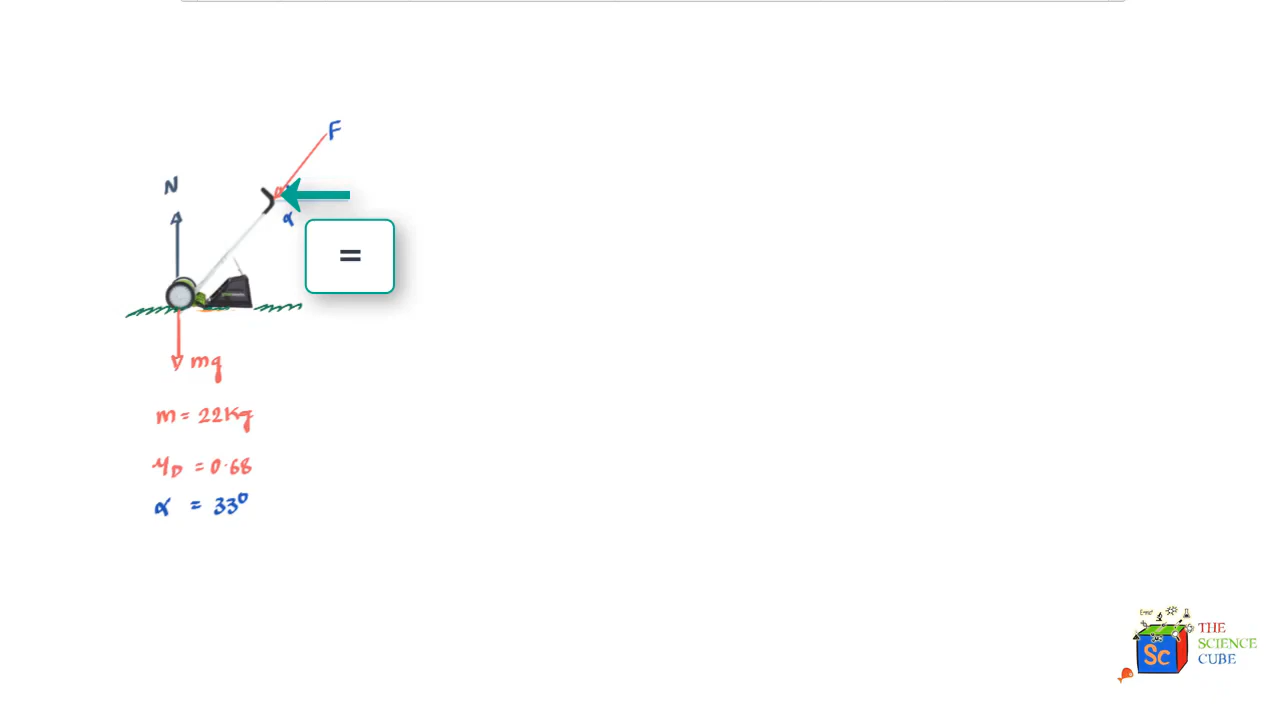 F
N
α
=
mg
m = 22Kg
μD = 0.68
α = 33°
Sc
THE
SCIENCE
CUBE